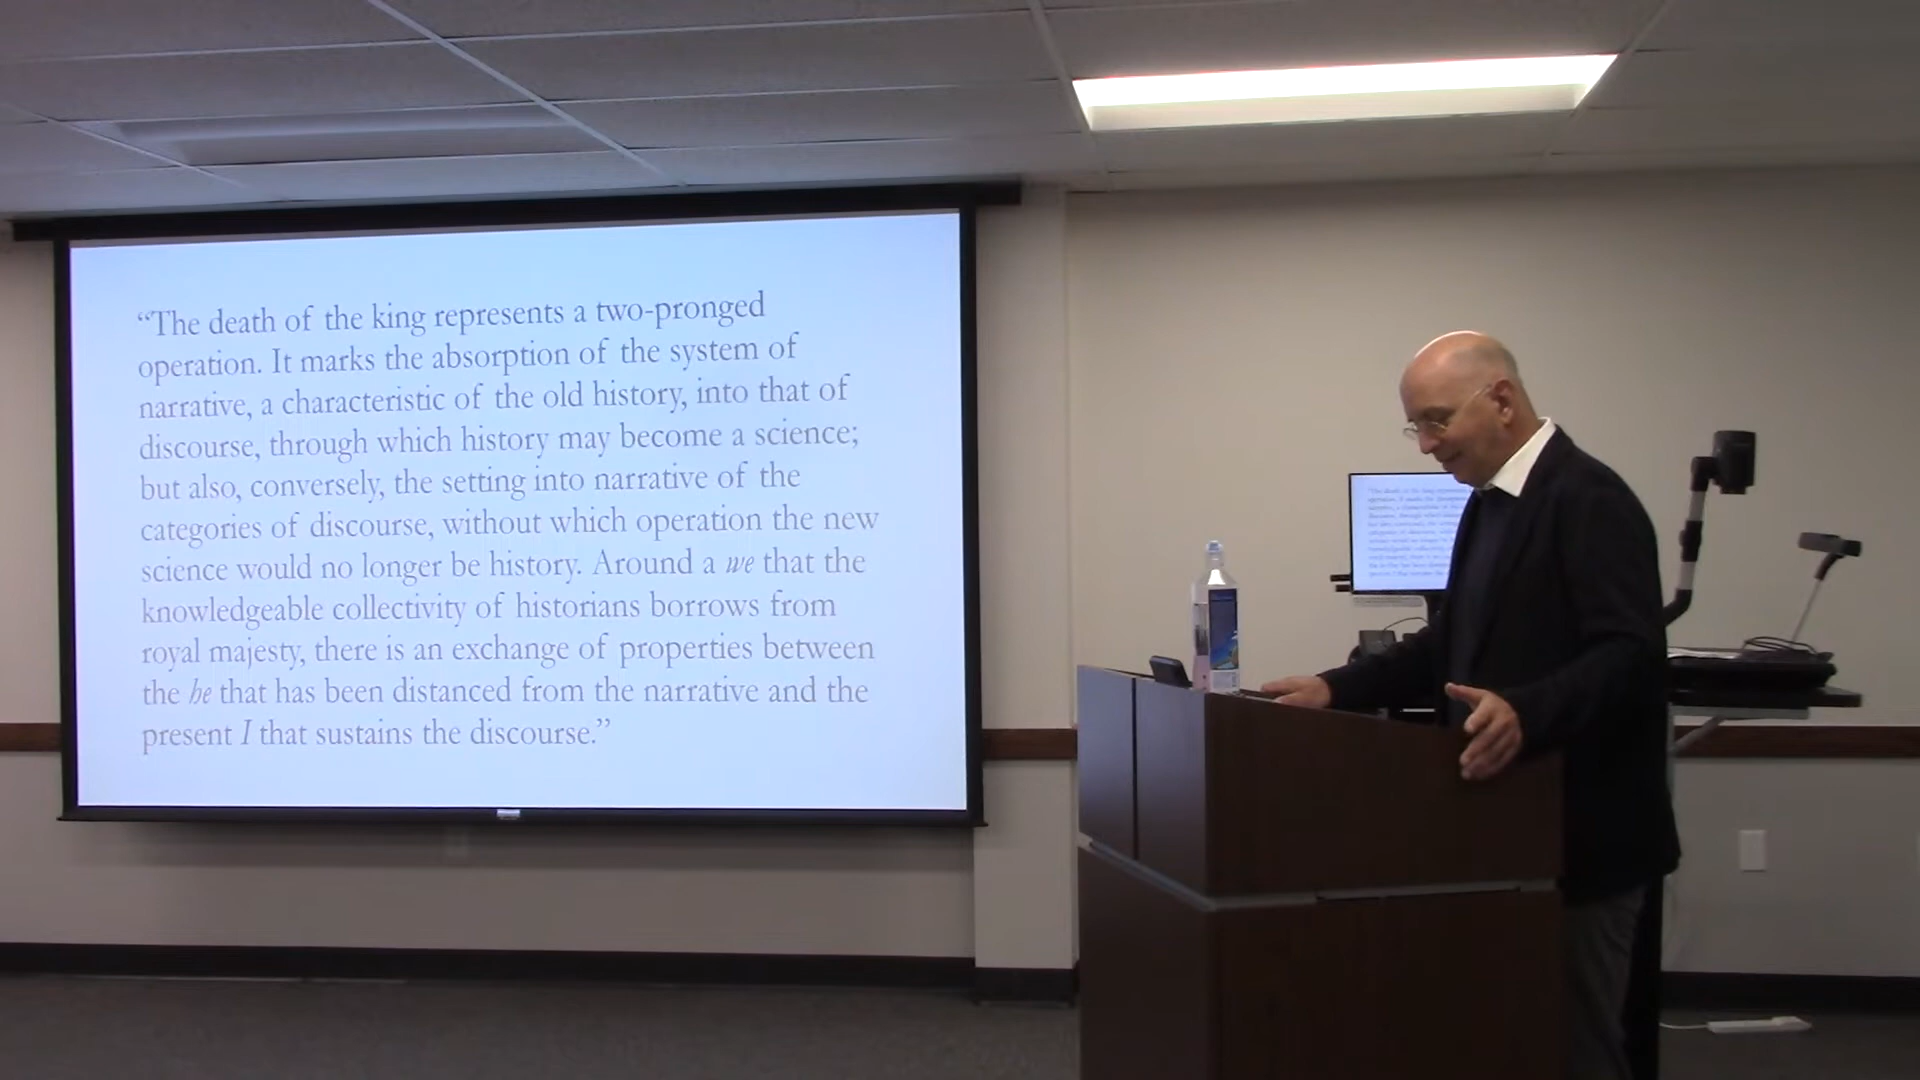 “The death of the king represents a two-pronged
operation. It marks the absorption of the system of
narrative, a characteristic of the old history, into that of
discourse, through which history may become a science;
but also, conversely, the setting into narrative of the
categories of discourse, without which operation the new
science would no longer be history. Around a we that the
knowledgeable collectivity of historians borrows from
royal majesty, there is an exchange of properties between
the he that has been distanced from the narrative and the
present I that sustains the discourse.”